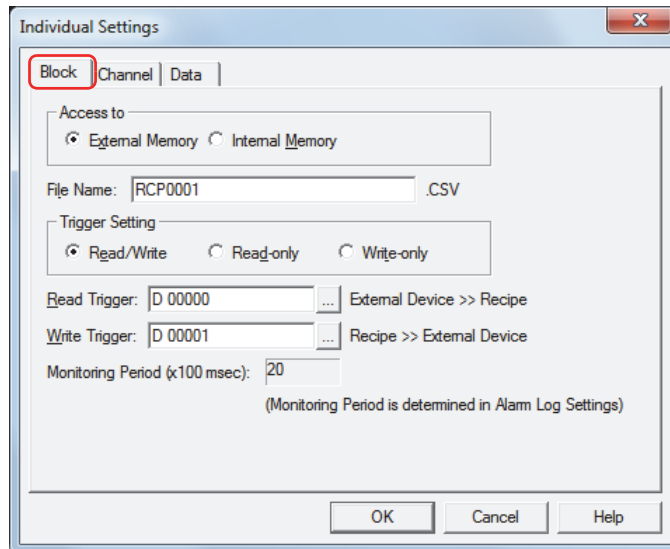 Individual Settings
Block Channel Data
Access to
External Memory Internal Memory
File Name: RCP0001 .CSV
Trigger Setting
Read/Write Read-only Write-only
Read Trigger: D 00000 ... External Device >> Recipe
Write Trigger: D 00001 ... Recipe >> External Device
Monitoring Period (x100 msec): 20
(Monitoring Period is determined in Alarm Log Settings)
OK Cancel Help